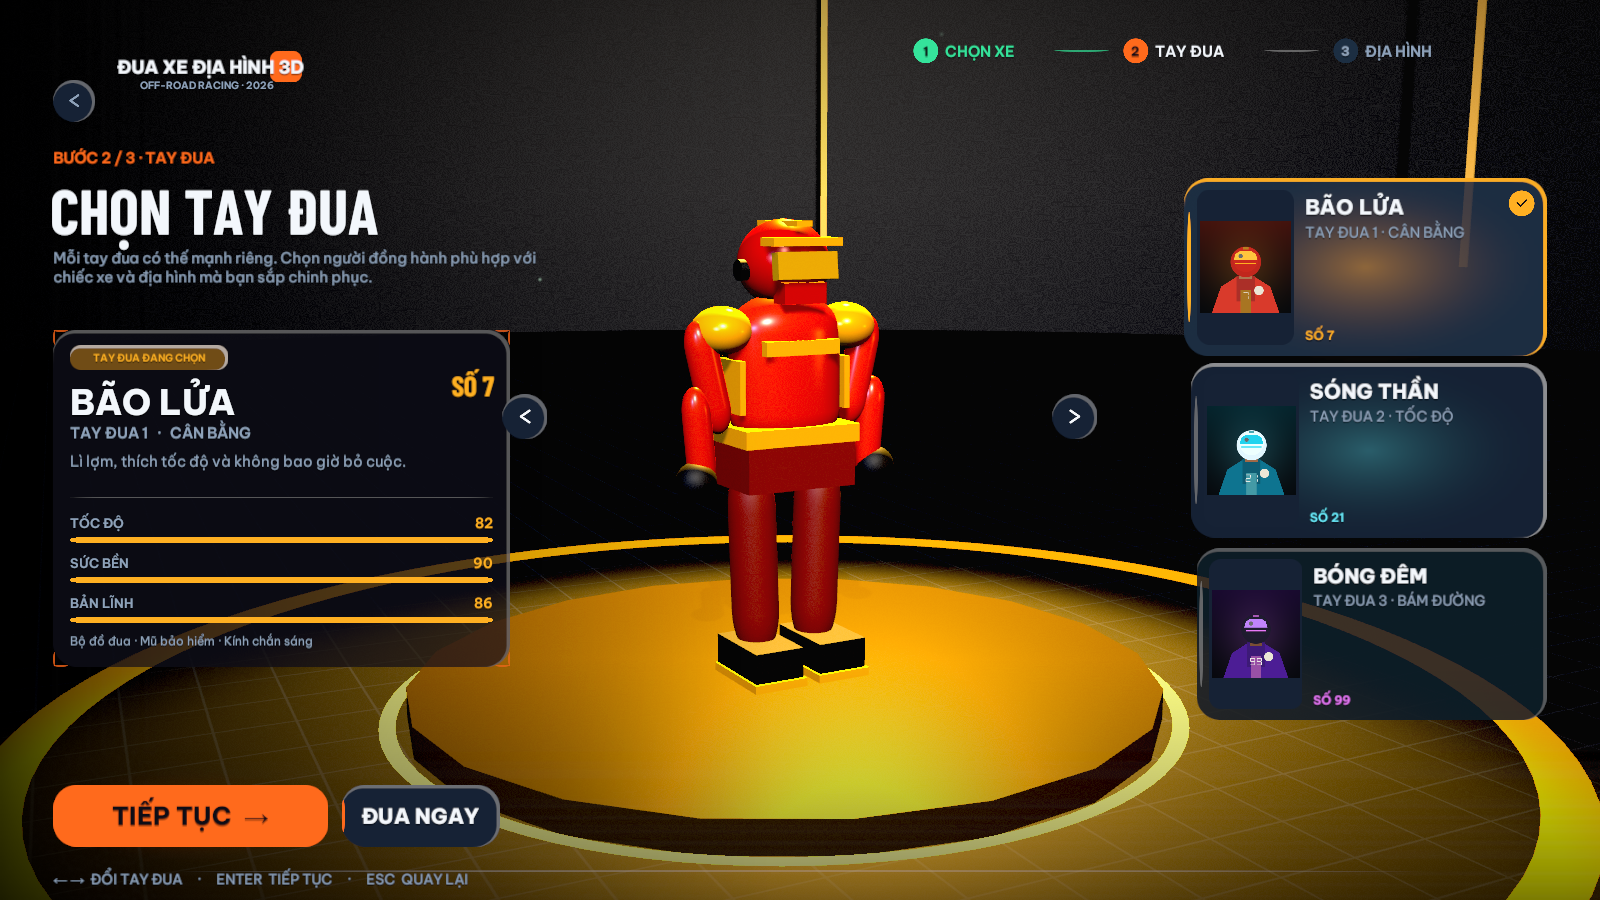 ĐUA XE ĐỊA HÌNH 3D
OFF-ROAD RACING · 2026
1 CHỌN XE
2 TAY ĐUA
3 ĐỊA HÌNH
<
BƯỚC 2 / 3 · TAY ĐUA
CHỌN TAY ĐUA
Mỗi tay đua có thế mạnh riêng. Chọn người đồng hành phù hợp với
chiếc xe và địa hình mà bạn sắp chinh phục.
TAY ĐUA ĐANG CHỌN
BÃO LỬA
SỐ 7
TAY ĐUA 1 · CÂN BẰNG
Lì lợm, thích tốc độ và không bao giờ bỏ cuộc.
TỐC ĐỘ 82
SỨC BỀN 90
BẢN LĨNH 86
Bộ đồ đua · Mũ bảo hiểm · Kính chắn sáng
<
>
BÃO LỬA
TAY ĐUA 1 · CÂN BẰNG
7
SỐ 7
SÓNG THẦN
TAY ĐUA 2 · TỐC ĐỘ
21
SỐ 21
BÓNG ĐÊM
TAY ĐUA 3 · BÁM ĐƯỜNG
99
SỐ 99
TIẾP TỤC →
ĐUA NGAY
←→ ĐỔI TAY ĐUA · ENTER TIẾP TỤC · ESC QUAY LẠI